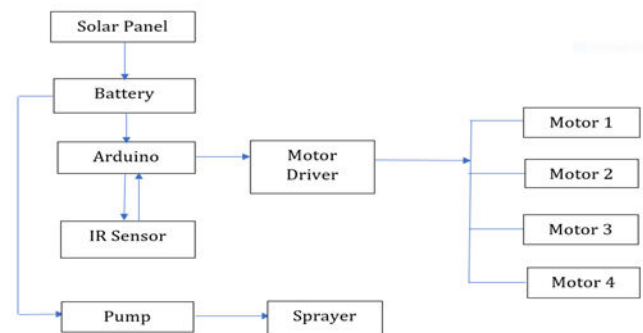 Solar Panel
Battery
Arduino
Motor
Driver
IR Sensor
Pump
Sprayer
Motor 1
Motor 2
Motor 3
Motor 4